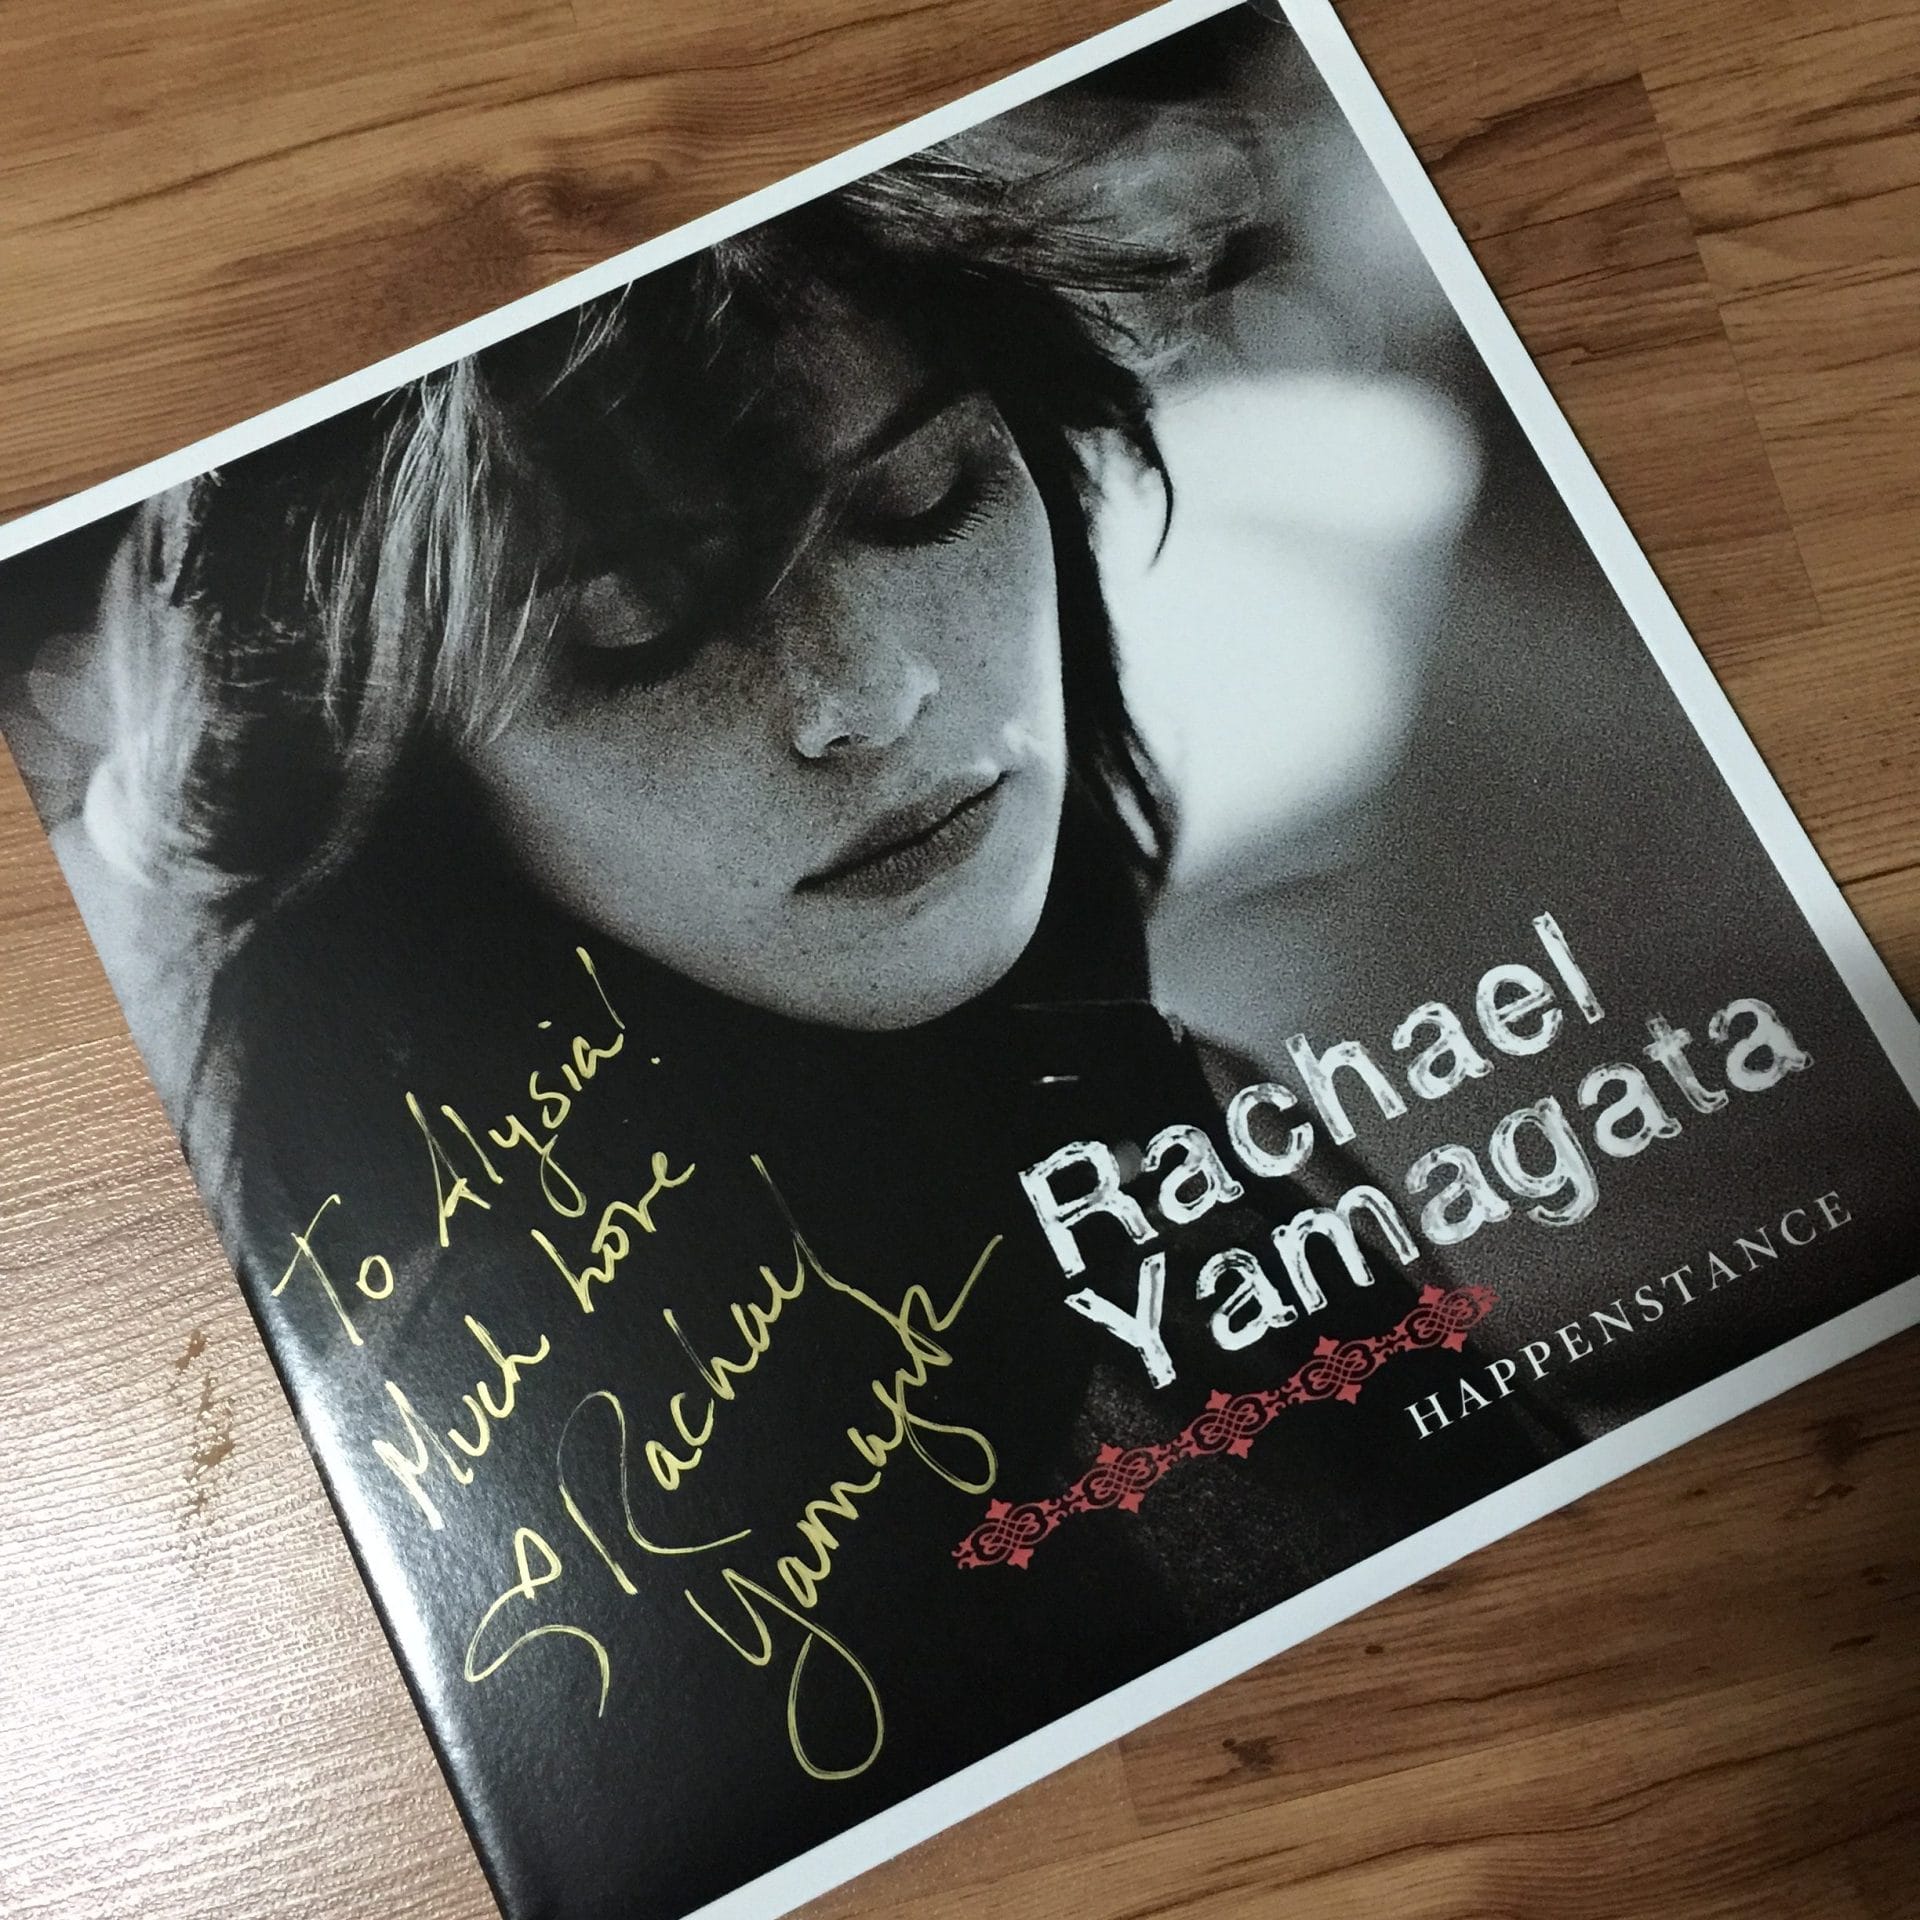 To Alysia!
Much love
Rachael
Yamagata
Rachael
Yamagata
HAPPENSTANCE